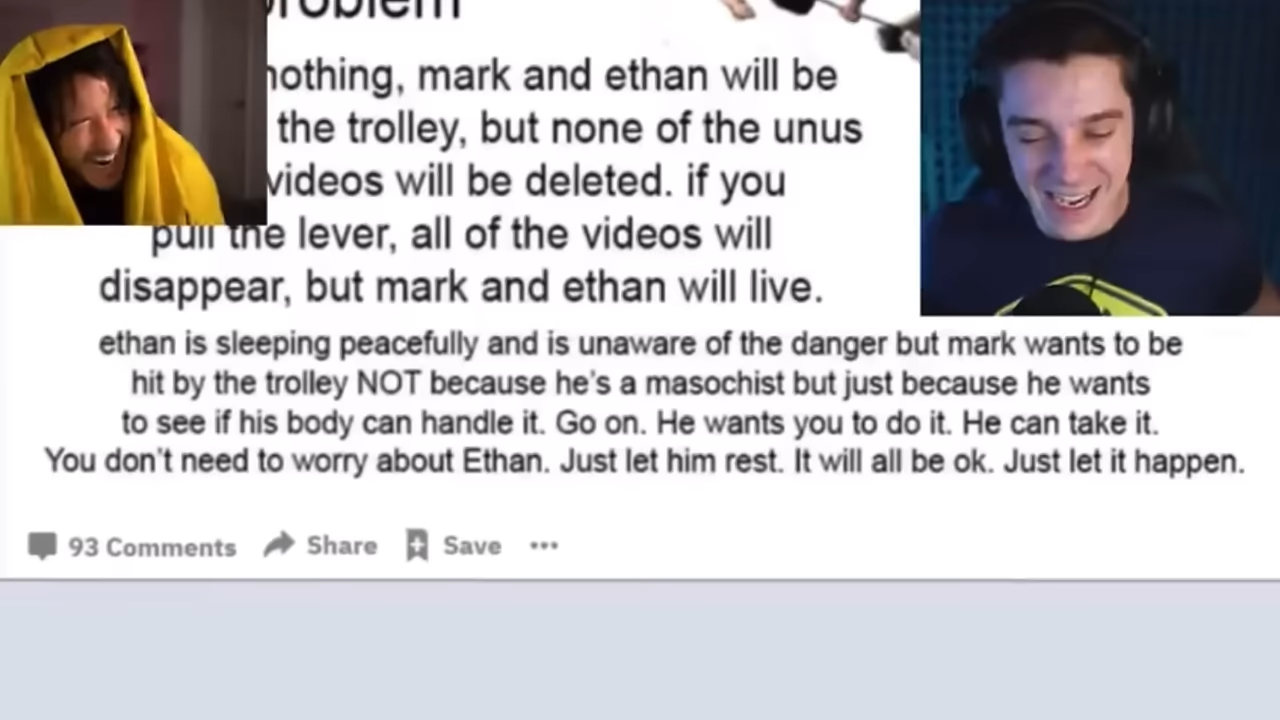 problem
nothing, mark and ethan will be
the trolley, but none of the unus
videos will be deleted. if you
pull the lever, all of the videos will
disappear, but mark and ethan will live.
ethan is sleeping peacefully and is unaware of the danger but mark wants to be
hit by the trolley NOT because he's a masochist but just because he wants
to see if his body can handle it. Go on. He wants you to do it. He can take it.
You don't need to worry about Ethan. Just let him rest. It will all be ok. Just let it happen.
93 Comments Share Save